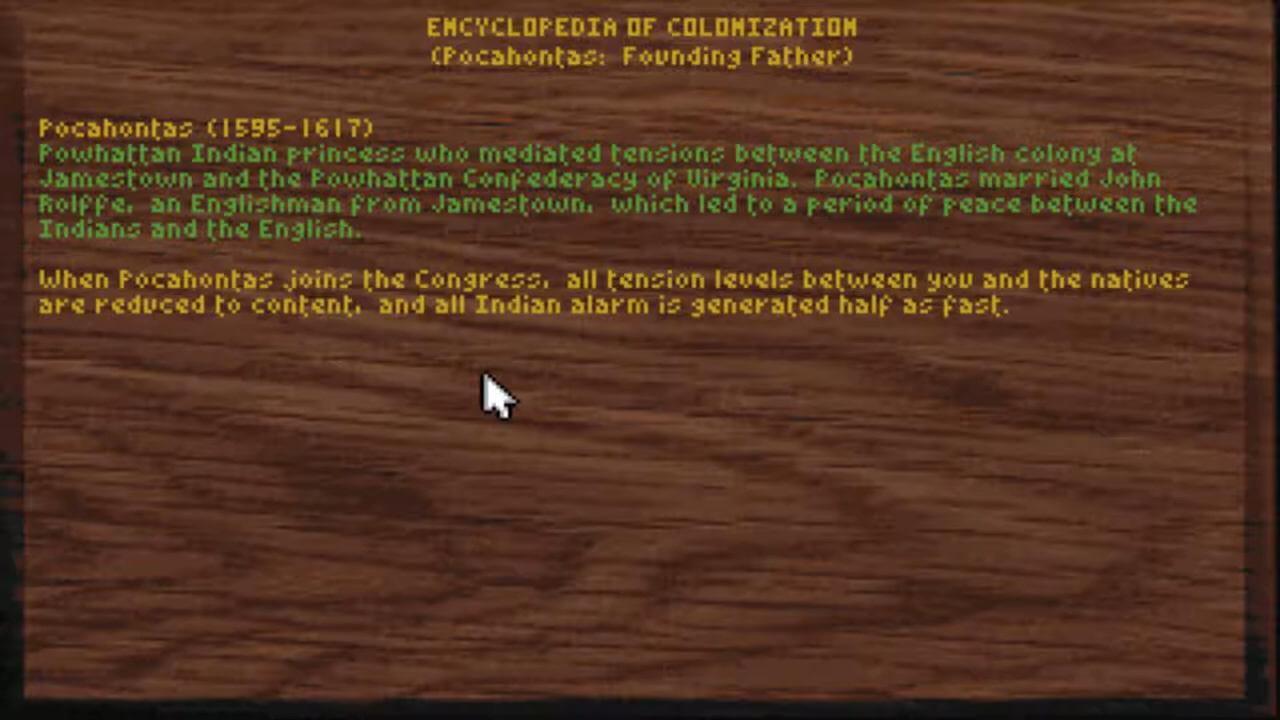 ENCYCLOPEDIA OF COLONIZATION
(Pocahontas: Founding Father)
Pocahontas (1595-1617)
Powhattan Indian princess who mediated tensions between the English colony at
Jamestown and the Powhattan Confederacy of Virginia. Pocahontas married John
Rolffe, an Englishman from Jamestown, which led to a period of peace between the
Indians and the English.
When Pocahontas joins the Congress, all tension levels between you and the natives
are reduced to content, and all Indian alarm is generated half as fast.